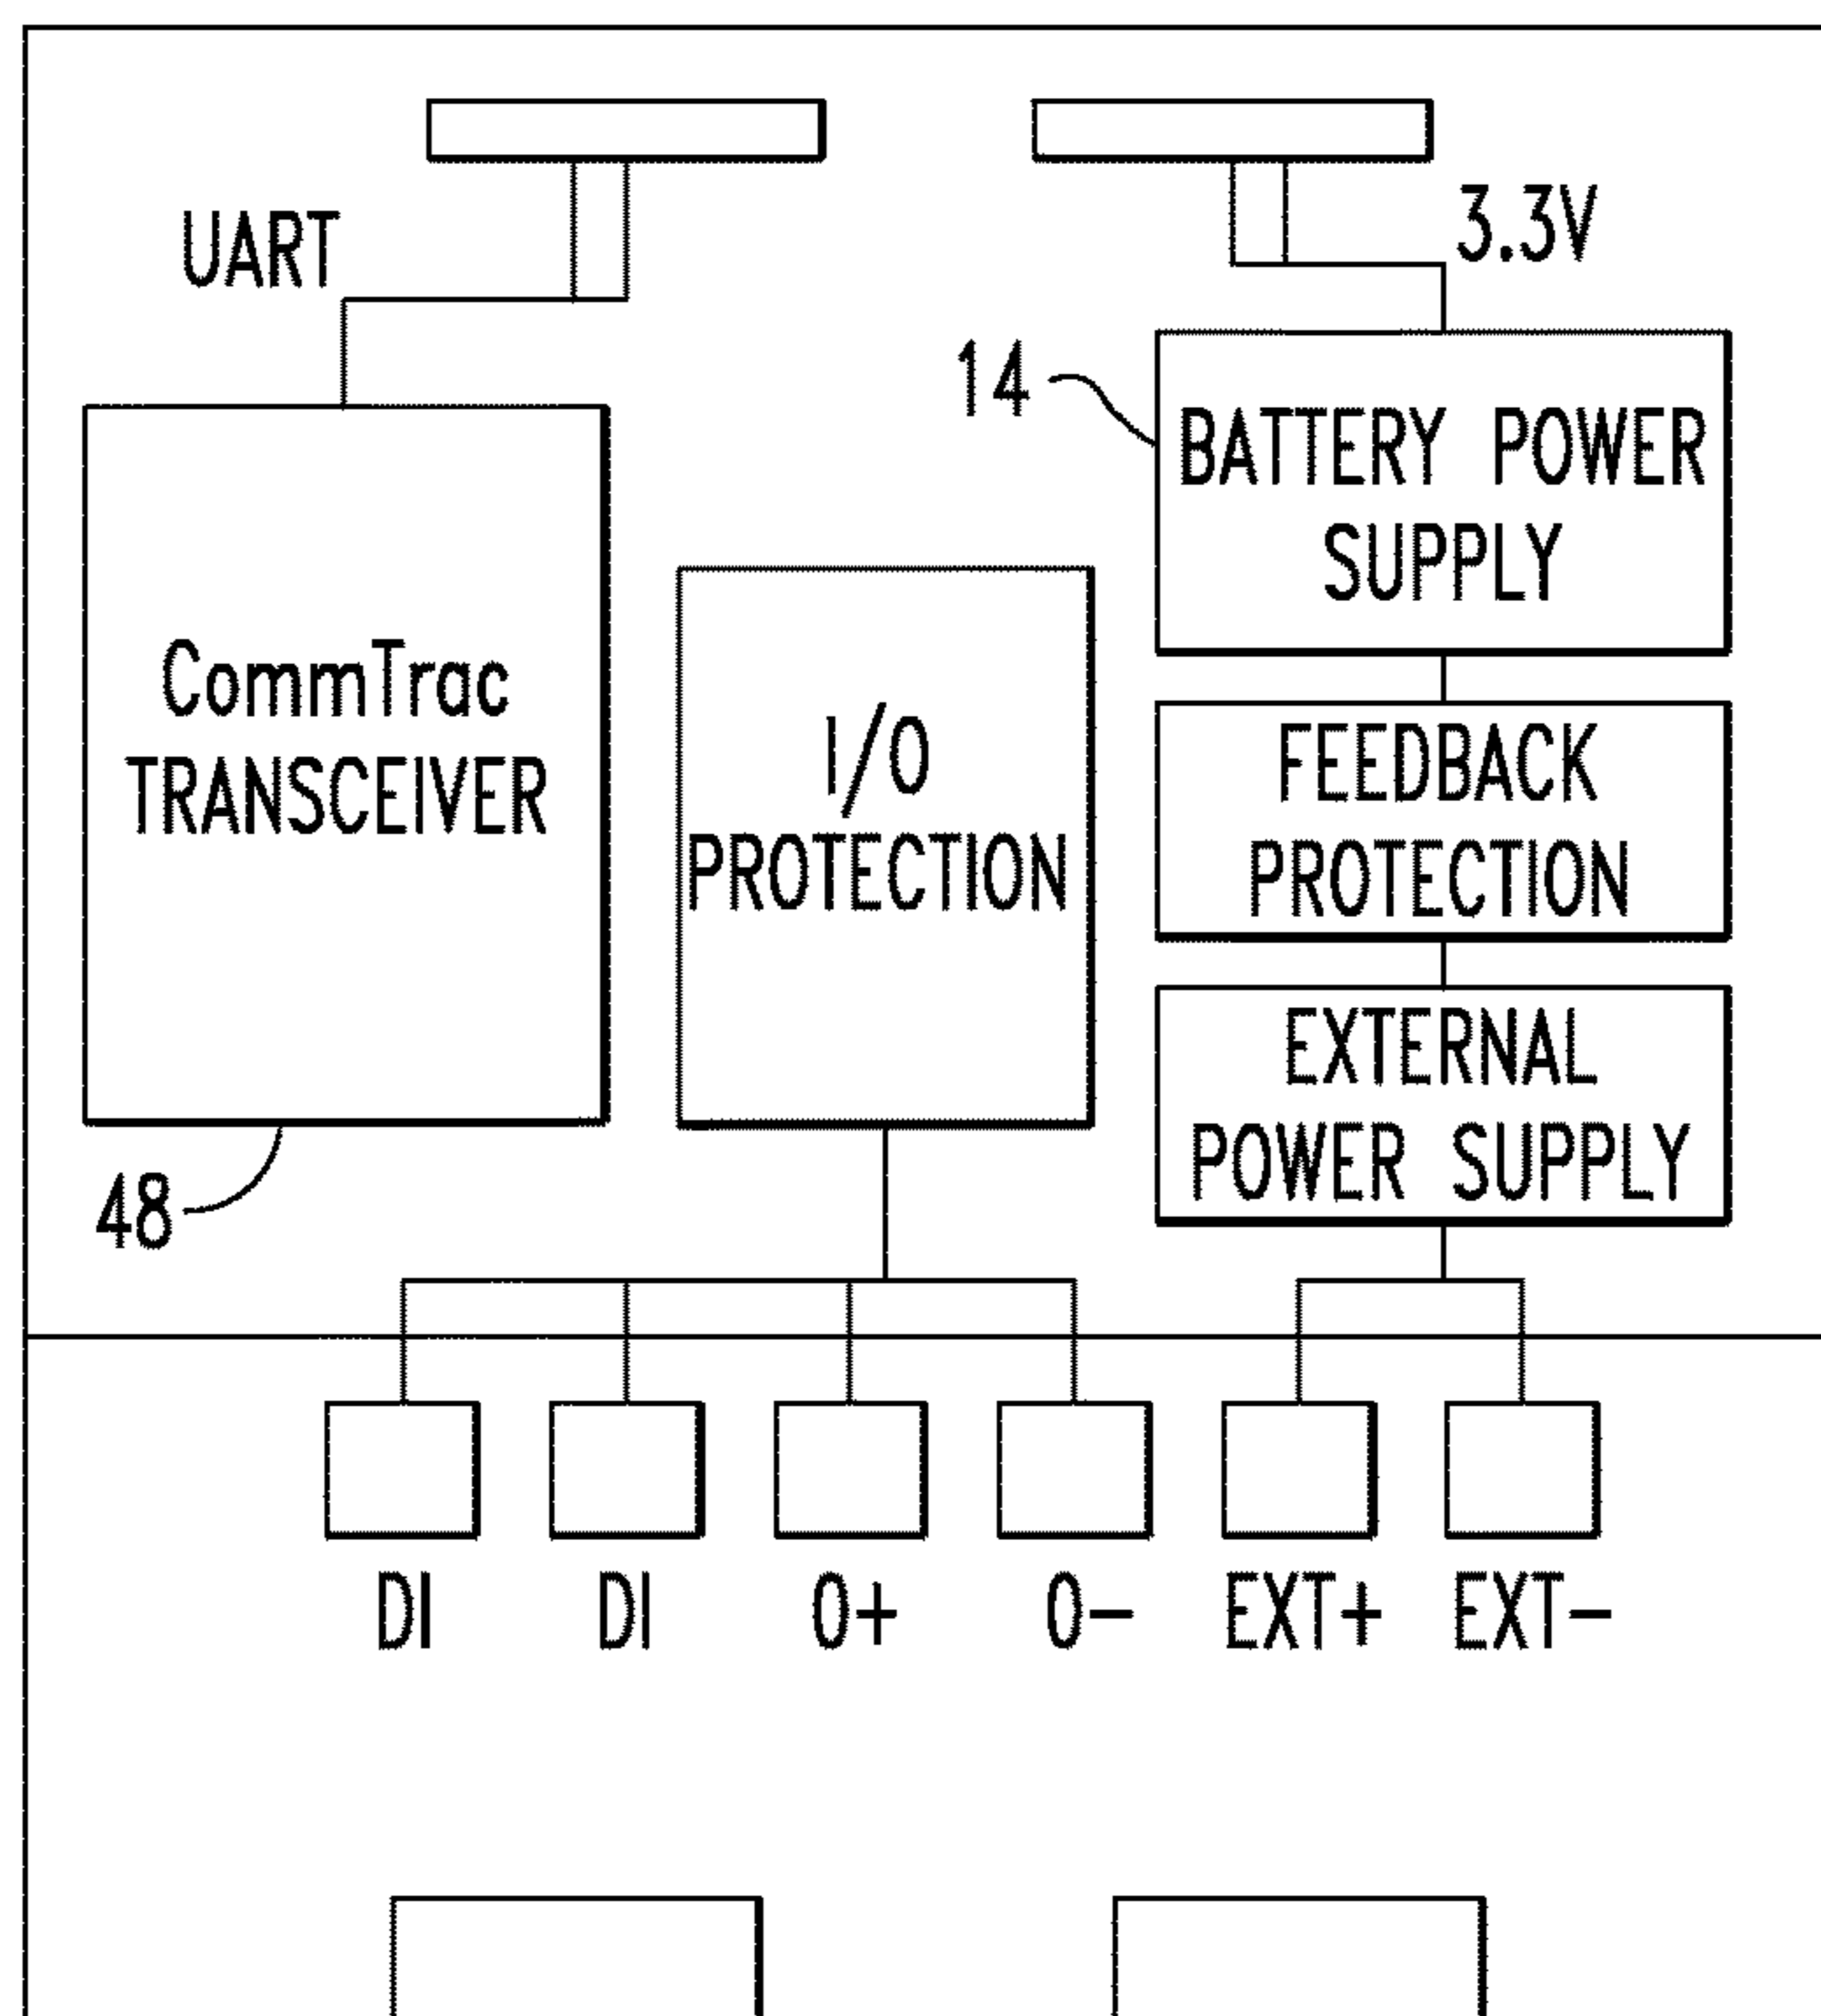 UART
3.3V
14
BATTERY POWER
SUPPLY
CommTrac
TRANSCEIVER
I/O
PROTECTION
FEEDBACK
PROTECTION
EXTERNAL
POWER SUPPLY
48
DI
DI
O+
O-
EXT+
EXT-